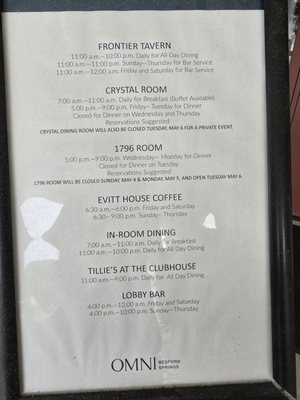 FRONTIER TAVERN
11:00 a.m.—10:00 p.m. Daily for All Day Dining
11:00 a.m.—11:00 p.m. Sunday—Thursday for Bar Service
11:00 a.m.—12:00 a.m. Friday and Saturday for Bar Service
CRYSTAL ROOM
7:00 a.m.—11:00 a.m. Daily for Breakfast (Buffet Available)
5:00 p.m.—9:00 p.m. Friday– Tuesday for Dinner
Closed for Dinner on Wednesday and Thursday
Reservations Suggested
CRYSTAL DINING ROOM WILL ALSO BE CLOSED TUESDAY, MAY 6 FOR A PRIVATE EVENT.
1796 ROOM
5:00 p.m.—9:00 p.m. Wednesday— Monday for Dinner
Closed for Dinner on Tuesday
Reservations Suggested
1796 ROOM WILL BE CLOSED SUNDAY, MAY 4 & MONDAY, MAY 5, AND OPEN TUESDAY MAY 6.
EVITT HOUSE COFFEE
6:30 a.m.—6:00 p.m. Friday and Saturday
6:30– 9:00 p.m. Sunday– Thursday
IN-ROOM DINING
7:00 a.m.—11:00 a.m. Daily for Breakfast
11:00 a.m.—10:00 p.m. Daily for All Day Dining
TILLIE'S AT THE CLUBHOUSE
11:00 a.m.—9:00 p.m. Daily for All Day Dining
LOBBY BAR
4:00 p.m.—12:00 a.m. Friday and Saturday
4:00 p.m.—10:00 p.m. Sunday—Thursday
OMNI BEDFORD
SPRINGS